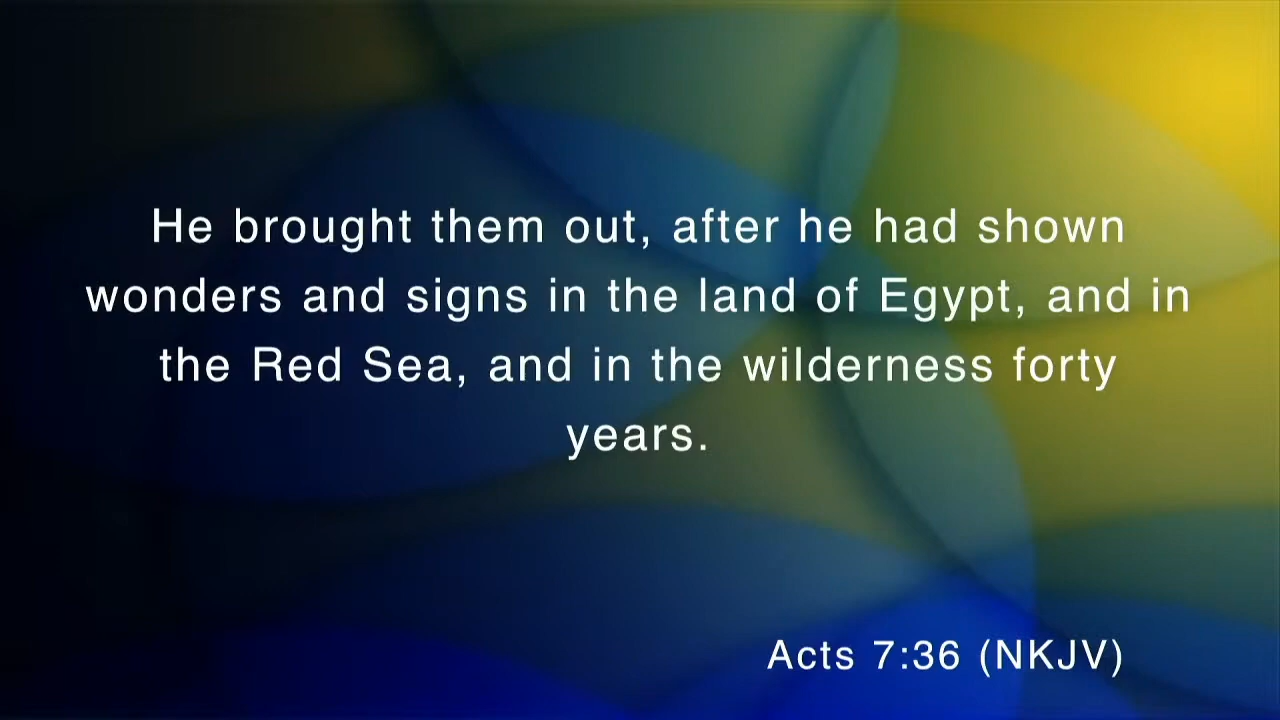 He brought them out, after he had shown
wonders and signs in the land of Egypt, and in
the Red Sea, and in the wilderness forty
years.
Acts 7:36 (NKJV)